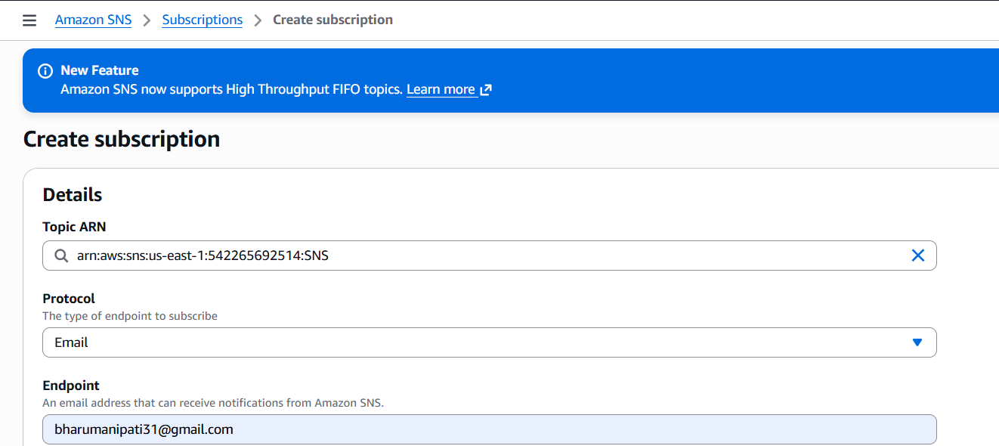 Amazon SNS > Subscriptions > Create subscription
New Feature
Amazon SNS now supports High Throughput FIFO topics. Learn more
Create subscription
Details
Topic ARN
arn:aws:sns:us-east-1:542265692514:SNS
Protocol
The type of endpoint to subscribe
Email
Endpoint
An email address that can receive notifications from Amazon SNS.
bharumanipati31@gmail.com